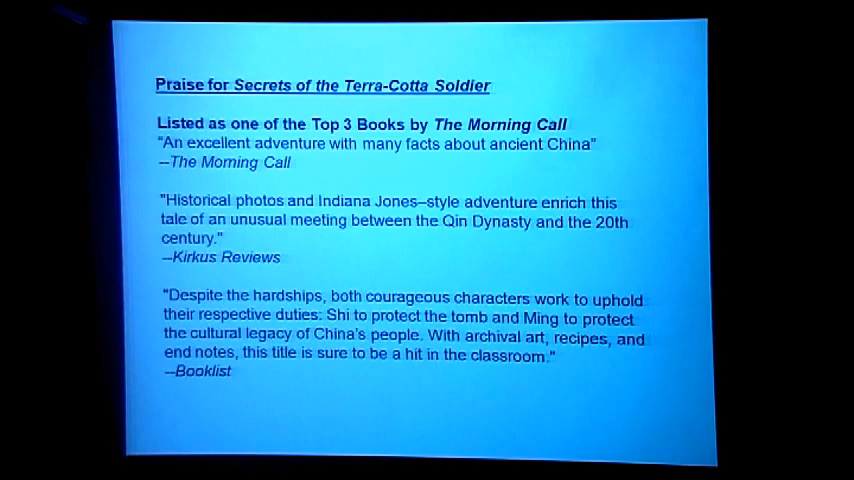 Praise for Secrets of the Terra-Cotta Soldier
Listed as one of the Top 3 Books by The Morning Call
"An excellent adventure with many facts about ancient China"
--The Morning Call
"Historical photos and Indiana Jones–style adventure enrich this
tale of an unusual meeting between the Qin Dynasty and the 20th
century."
--Kirkus Reviews
"Despite the hardships, both courageous characters work to uphold
their respective duties: Shi to protect the tomb and Ming to protect
the cultural legacy of China's people. With archival art, recipes, and
end notes, this title is sure to be a hit in the classroom."
--Booklist